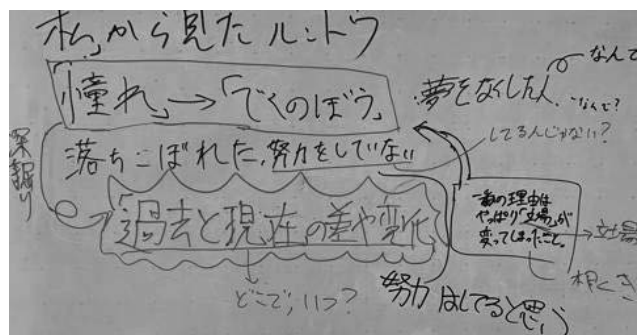 私から見たルントウ
「憧れ」→「でくのぼう」
夢をなくした人
なんで
なんで?
落ちこぼれた、努力をしていない
してる人じゃない?
深掘り
「過去と現在の差や変化
一番の理由は
やっぱり「立場」が
変ってしまったこと。
→立場
どこで、いつ?
努力はしてると思う